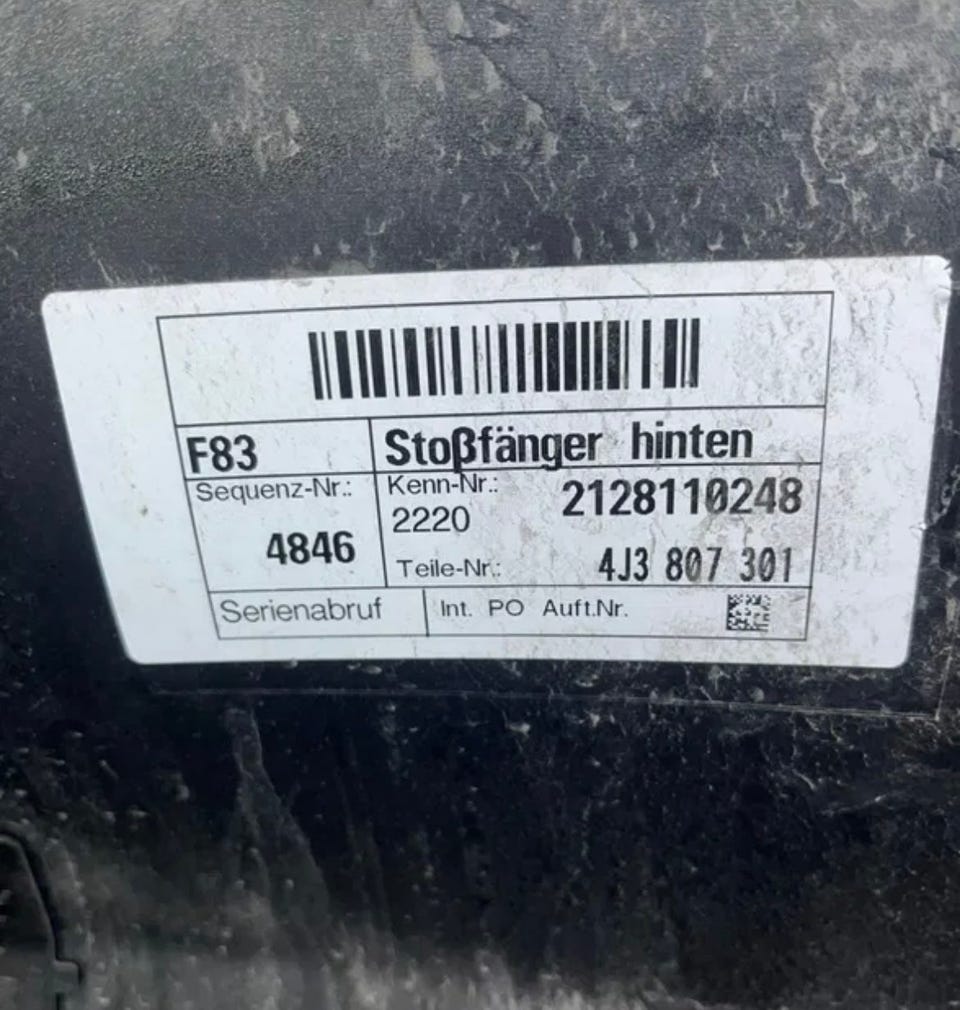 F83 Stoßfänger hinten
Sequenz-Nr.: Kenn-Nr.: 2128110248
2220
4846
Teile-Nr.: 4J3 807 301
Serienabruf Int. PO Auft.Nr.